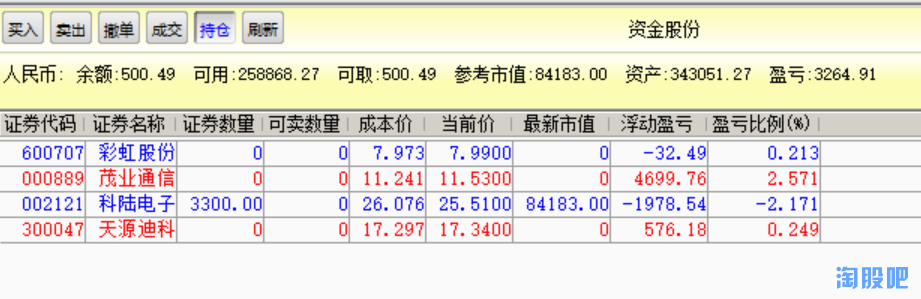 买入 卖出 撤单 成交 持仓 刷新 资金股份
人民币: 余额:500.49 可用:258868.27 可取:500.49 参考市值:84183.00 资产:343051.27 盈亏:3264.91
证券代码 证券名称 证券数量 可卖数量 成本价 当前价 最新市值 浮动盈亏 盈亏比例(%)
600707 彩虹股份 0 0 7.973 7.9900 0 -32.49 0.213
000889 茂业通信 0 0 11.241 11.5300 0 4699.76 2.571
002121 科陆电子 3300.00 0 26.076 25.5100 84183.00 -1978.54 -2.171
300047 天源迪科 0 0 17.297 17.3400 0 576.18 0.249
淘股吧